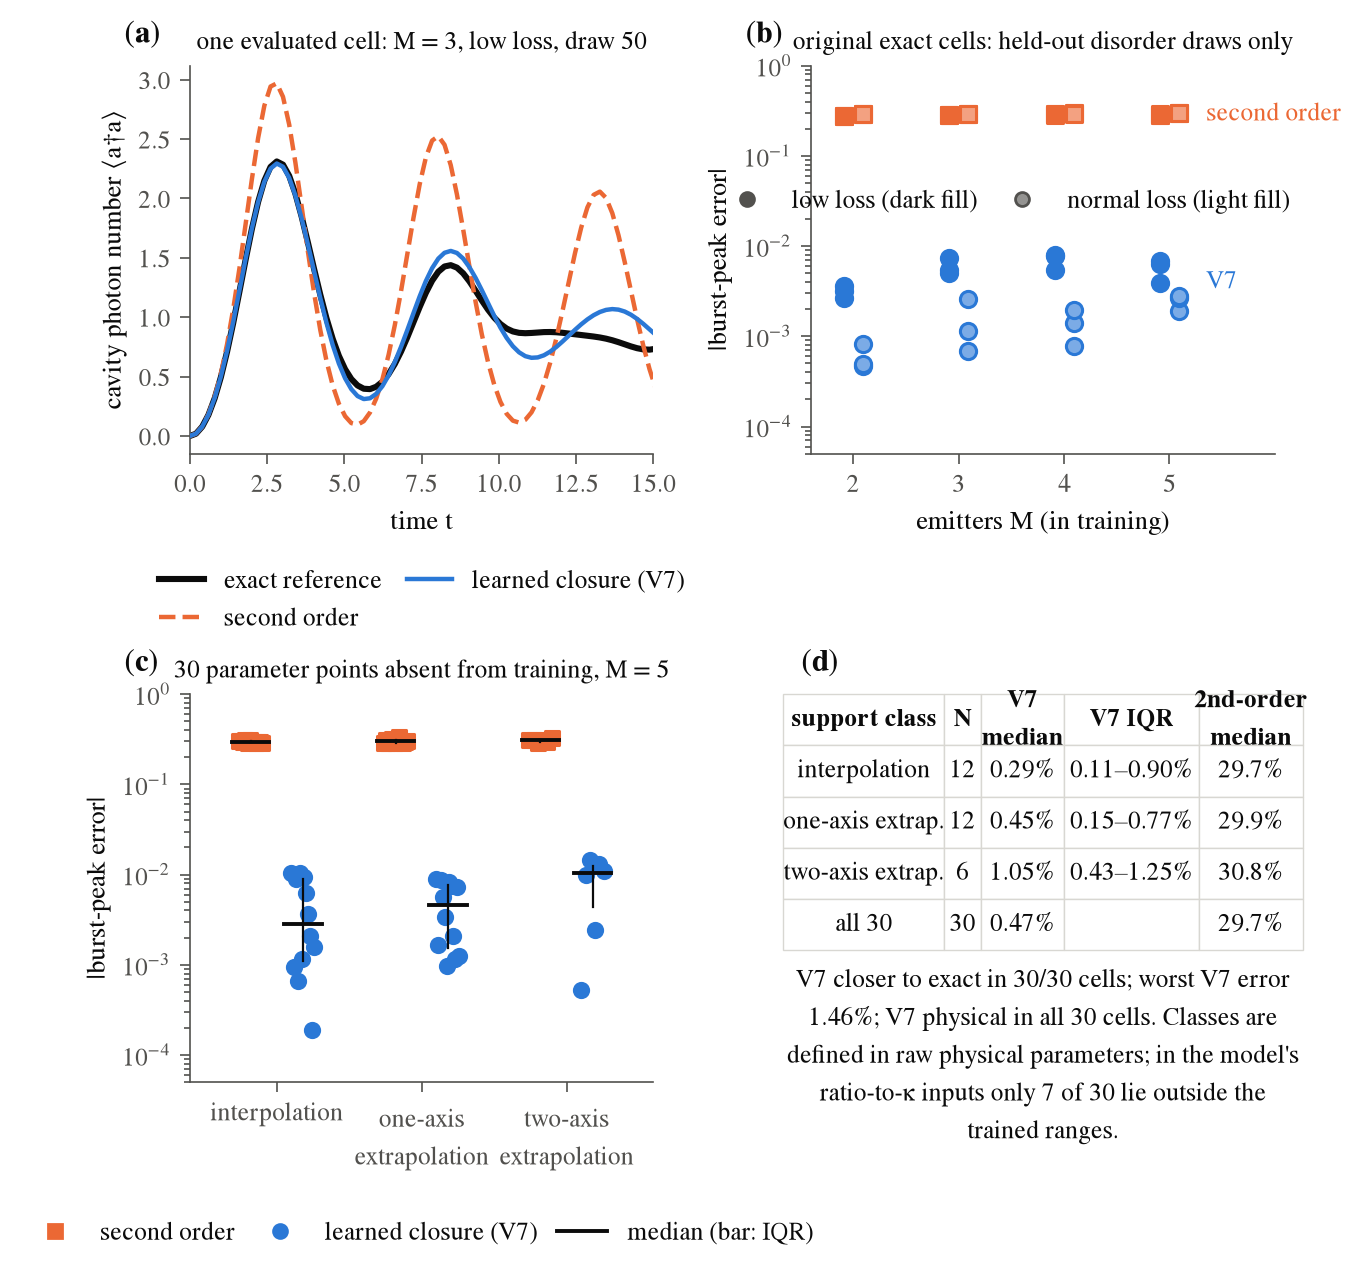 (a)
one evaluated cell: M = 3, low loss, draw 50
cavity photon number ⟨a†a⟩
3.0
2.5
2.0
1.5
1.0
0.5
0.0
0.0 2.5 5.0 7.5 10.0 12.5 15.0
time t
exact reference
learned closure (V7)
second order
(b)
original exact cells: held-out disorder draws only
|burst-peak error|
10⁰
10⁻¹
10⁻²
10⁻³
10⁻⁴
second order
low loss (dark fill)
normal loss (light fill)
V7
2 3 4 5
emitters M (in training)
(c)
30 parameter points absent from training, M = 5
|burst-peak error|
10⁰
10⁻¹
10⁻²
10⁻³
10⁻⁴
interpolation
one-axis
extrapolation
two-axis
extrapolation
second order
learned closure (V7)
median (bar: IQR)
(d)
support class N V7 median V7 IQR 2nd-order median
interpolation 12 0.29% 0.11–0.90% 29.7%
one-axis extrap. 12 0.45% 0.15–0.77% 29.9%
two-axis extrap. 6 1.05% 0.43–1.25% 30.8%
all 30 30 0.47% 29.7%
V7 closer to exact in 30/30 cells; worst V7 error
1.46%; V7 physical in all 30 cells. Classes are
defined in raw physical parameters; in the model's
ratio-to-κ inputs only 7 of 30 lie outside the
trained ranges.